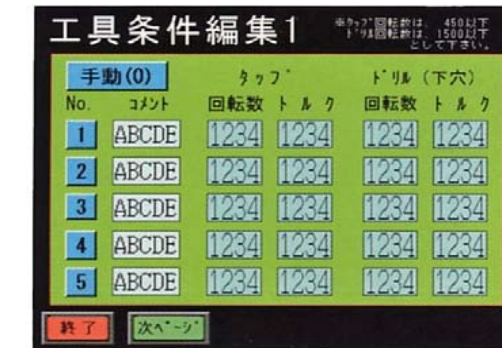 工具条件編集1
※ﾀｯﾌﾟ回転数は、 450以下
ﾄﾞﾘﾙ回転数は、1500以下
として下さい。
手動(0) ﾀｯﾌﾟ ﾄﾞﾘﾙ (下穴)
No. ｺﾒﾝﾄ 回転数 ﾄﾙｸ 回転数 ﾄﾙｸ
1 ABCDE 1234 1234 1234 1234
2 ABCDE 1234 1234 1234 1234
3 ABCDE 1234 1234 1234 1234
4 ABCDE 1234 1234 1234 1234
5 ABCDE 1234 1234 1234 1234
終了 次ﾍﾟｰｼﾞ